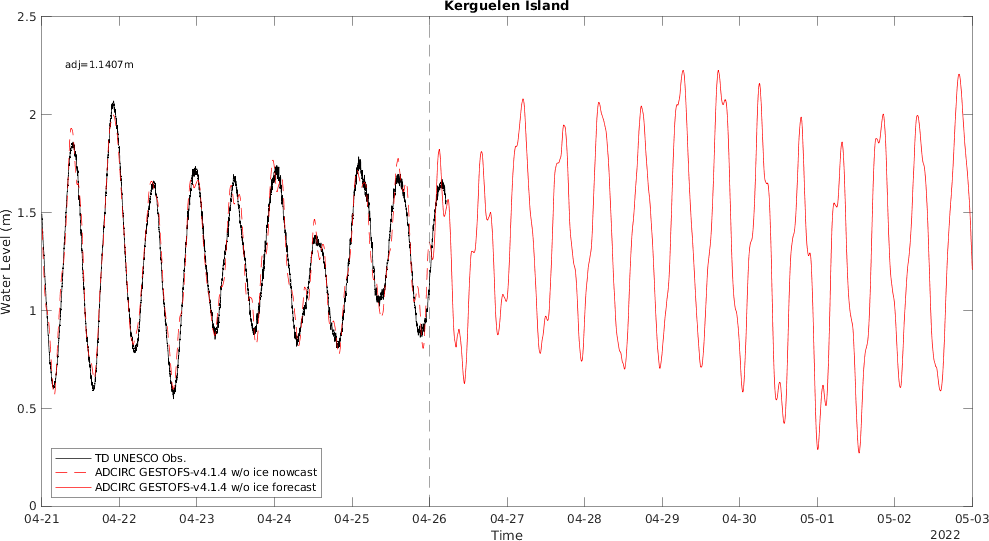 Kerguelen Island
2.5
adj=1.1407m
2
1.5
Water Level (m)
1
0.5
TD UNESCO Obs.
ADCIRC GESTOFS-v4.1.4 w/o ice nowcast
ADCIRC GESTOFS-v4.1.4 w/o ice forecast
0
04-21 04-22 04-23 04-24 04-25 04-26 04-27 04-28 04-29 04-30 05-01 05-02 05-03
Time
2022